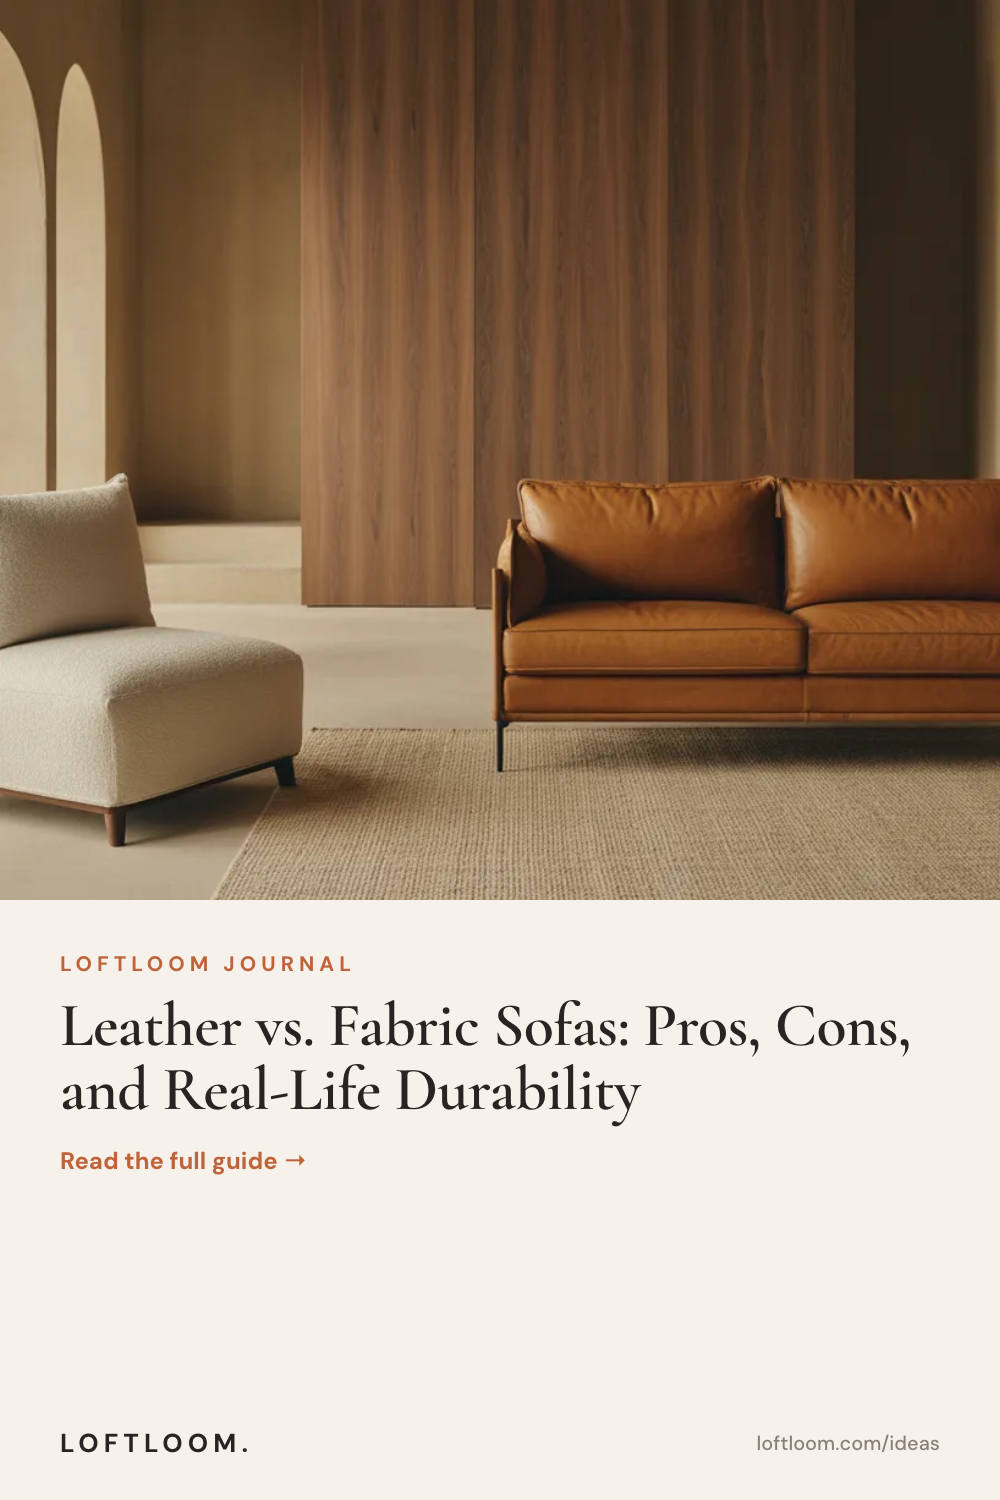 LOFTLOOM JOURNAL
Leather vs. Fabric Sofas: Pros, Cons,
and Real-Life Durability
Read the full guide →
LOFTLOOM.
loftloom.com/ideas